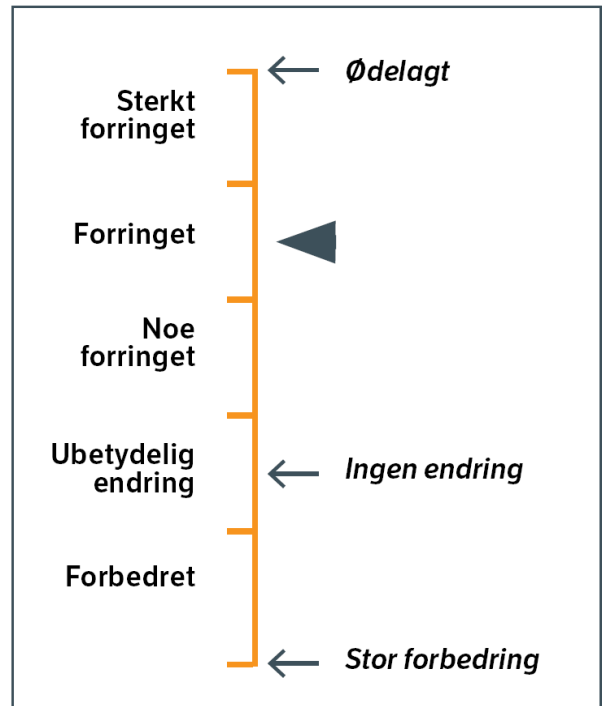 Ødelagt
Sterkt
forringet
Forringet
Noe
forringet
Ubetydelig
endring
Ingen endring
Forbedret
Stor forbedring